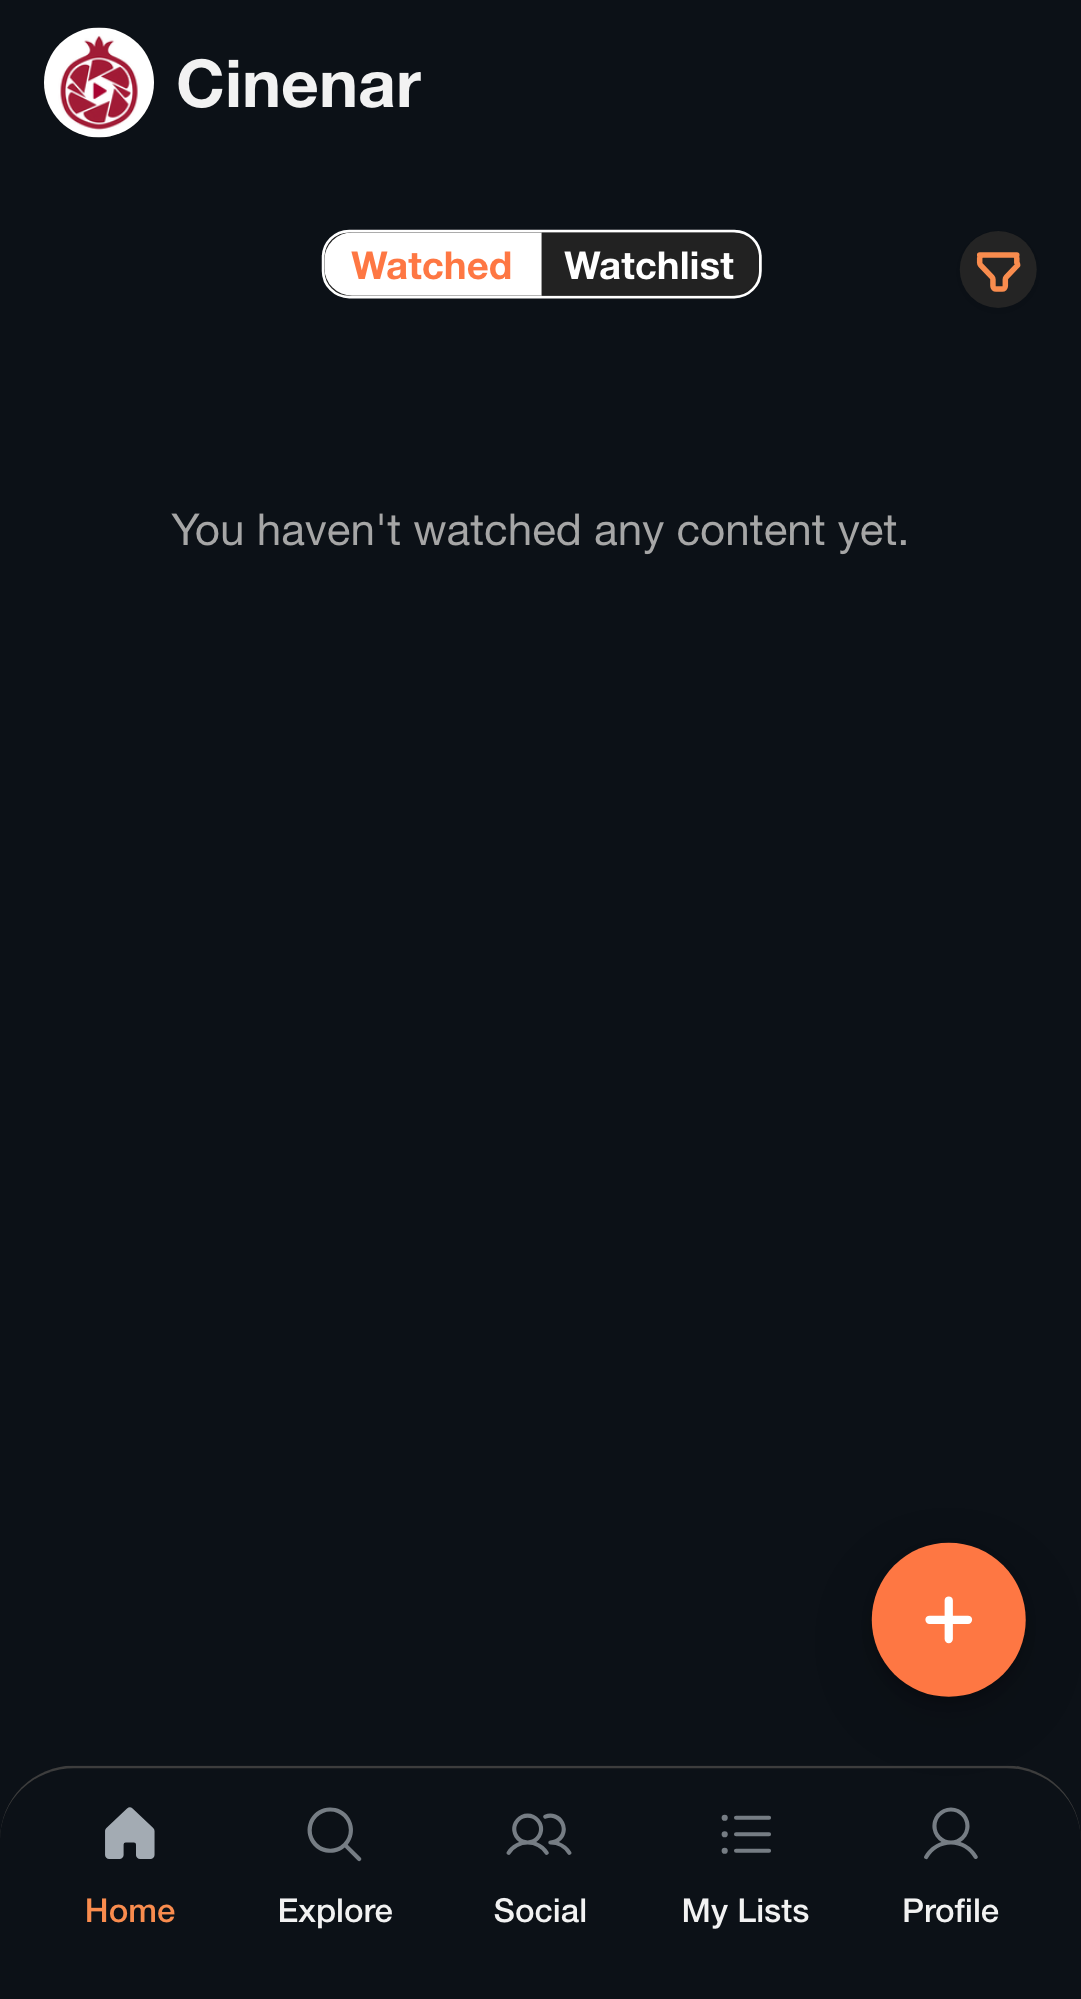 Cinenar
Watched Watchlist
You haven't watched any content yet.
Home Explore Social My Lists Profile